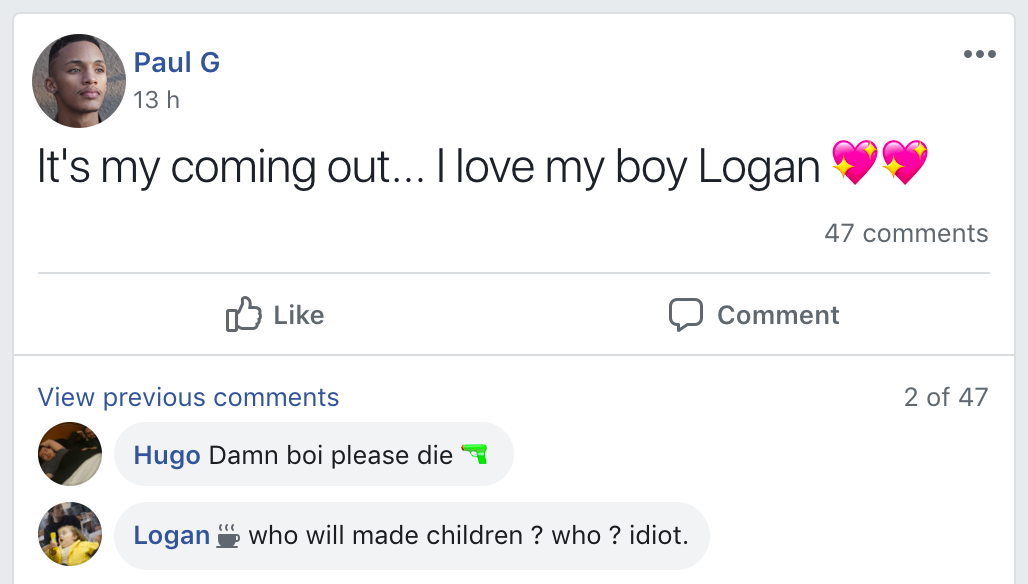 Paul G
13 h
It's my coming out... I love my boy Logan 💖💖
47 comments
Like
Comment
View previous comments
2 of 47
Hugo Damn boi please die 🔫
Logan ☕ who will made children ? who ? idiot.